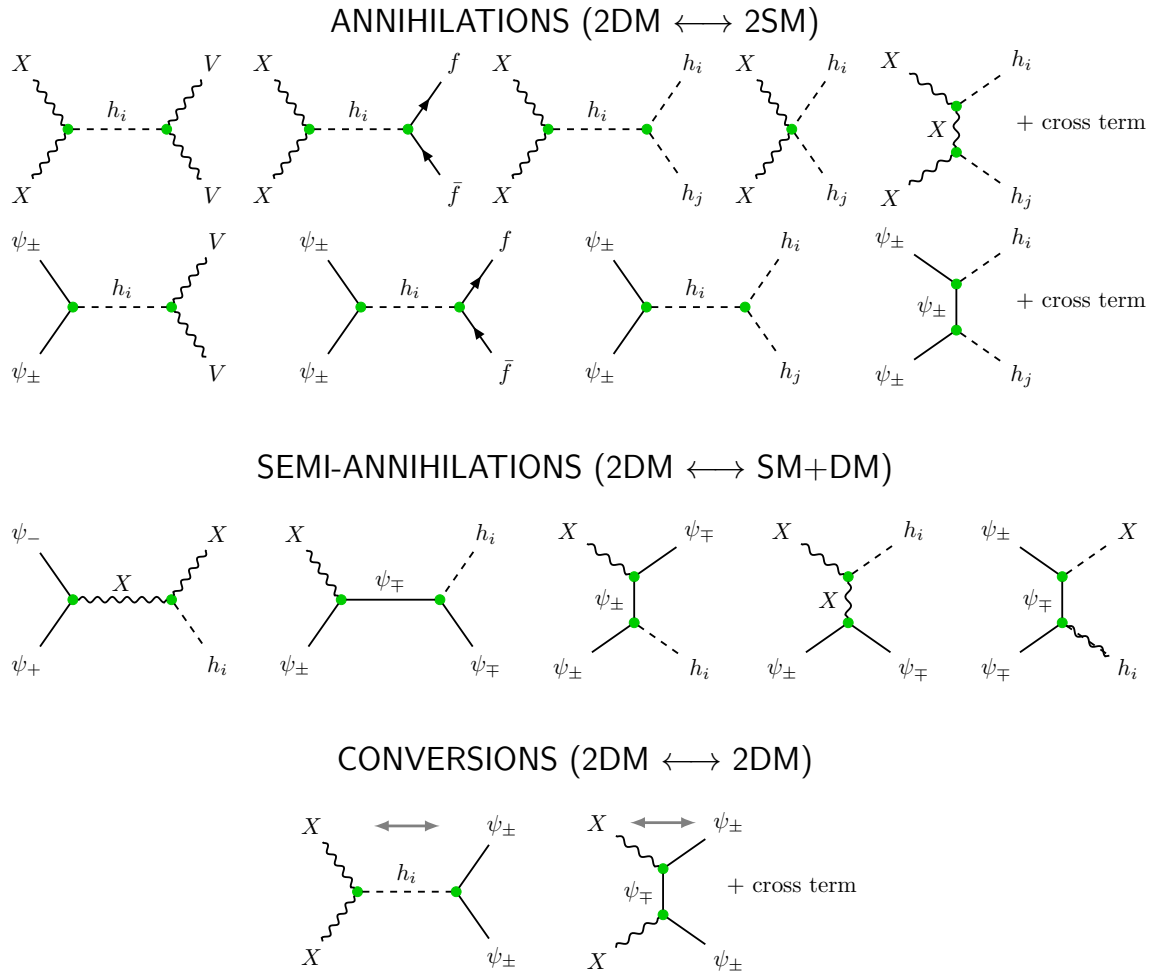 ANNIHILATIONS (2DM ⟷ 2SM)
X V X f X h_i X h_i X h_i
h_i h_i h_i X + cross term
X V X f̄ X h_j X h_j X h_j
ψ± V ψ± f ψ± h_i ψ± h_i
h_i h_i h_i ψ± + cross term
ψ± V ψ± f̄ ψ± h_j ψ± h_j
SEMI-ANNIHILATIONS (2DM ⟷ SM+DM)
ψ− X X h_i X ψ∓ X h_i ψ± X
X ψ∓ ψ± X ψ∓
ψ+ h_i ψ± ψ∓ ψ± h_i ψ± ψ∓ ψ∓ h_i
CONVERSIONS (2DM ⟷ 2DM)
X ψ± X ψ±
h_i ψ∓ + cross term
X ψ± X ψ±